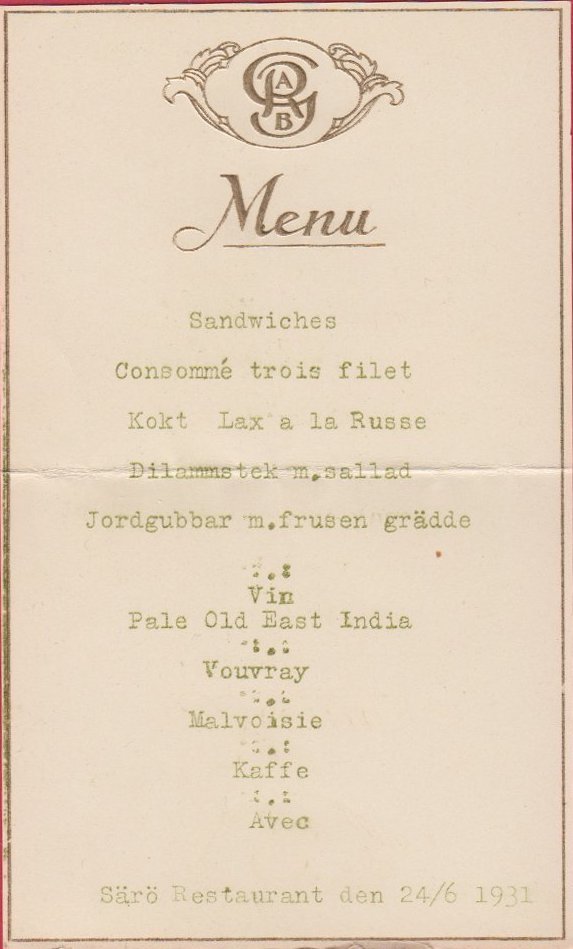 GRAB
Menu
Sandwiches
Consommé trois filet
Kokt Lax a la Russe
Dilammstek m.sallad
Jordgubbar m.frusen grädde
Vin
Pale Old East India
Vouvray
Malvoisie
Kaffe
Avec
Särö Restaurant den 24/6 1931